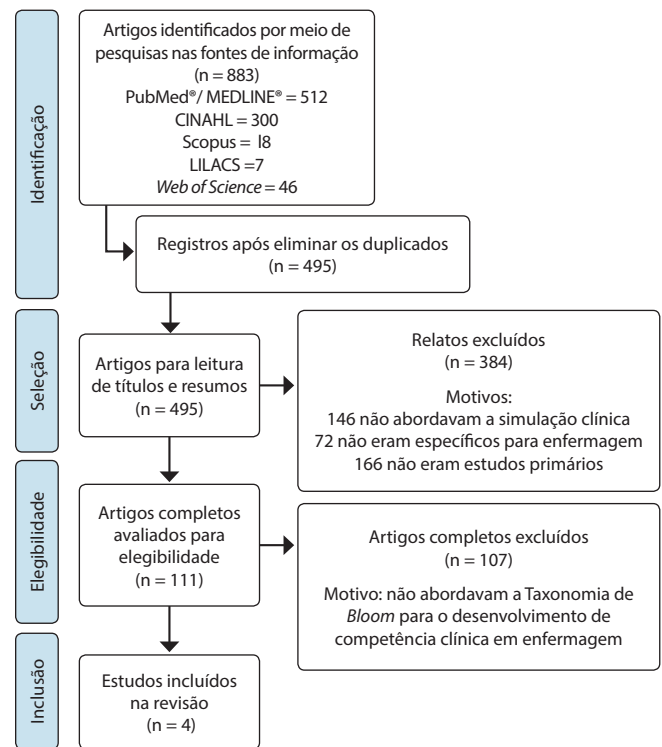 Identificação
Artigos identificados por meio de
pesquisas nas fontes de informação
(n = 883)
PubMed®/ MEDLINE® = 512
CINAHL = 300
Scopus = l8
LILACS =7
Web of Science = 46
Registros após eliminar os duplicados
(n = 495)
Seleção
Artigos para leitura
de títulos e resumos
(n = 495)
Relatos excluídos
(n = 384)
Motivos:
146 não abordavam a simulação clínica
72 não eram específicos para enfermagem
166 não eram estudos primários
Elegibilidade
Artigos completos
avaliados para
elegibilidade
(n = 111)
Artigos completos excluídos
(n = 107)
Motivo: não abordavam a Taxonomia de
Bloom para o desenvolvimento de
competência clínica em enfermagem
Inclusão
Estudos incluídos
na revisão
(n = 4)